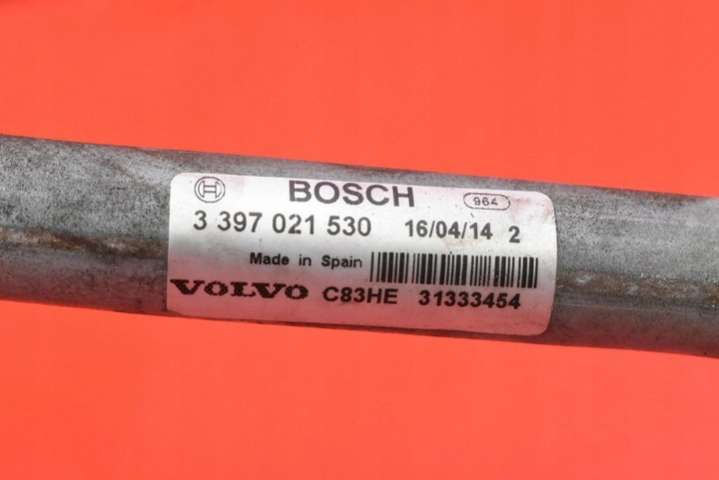 BOSCH 964
3 397 021 530 16/04/14 2
Made in Spain
VOLVO C83HE 31333454